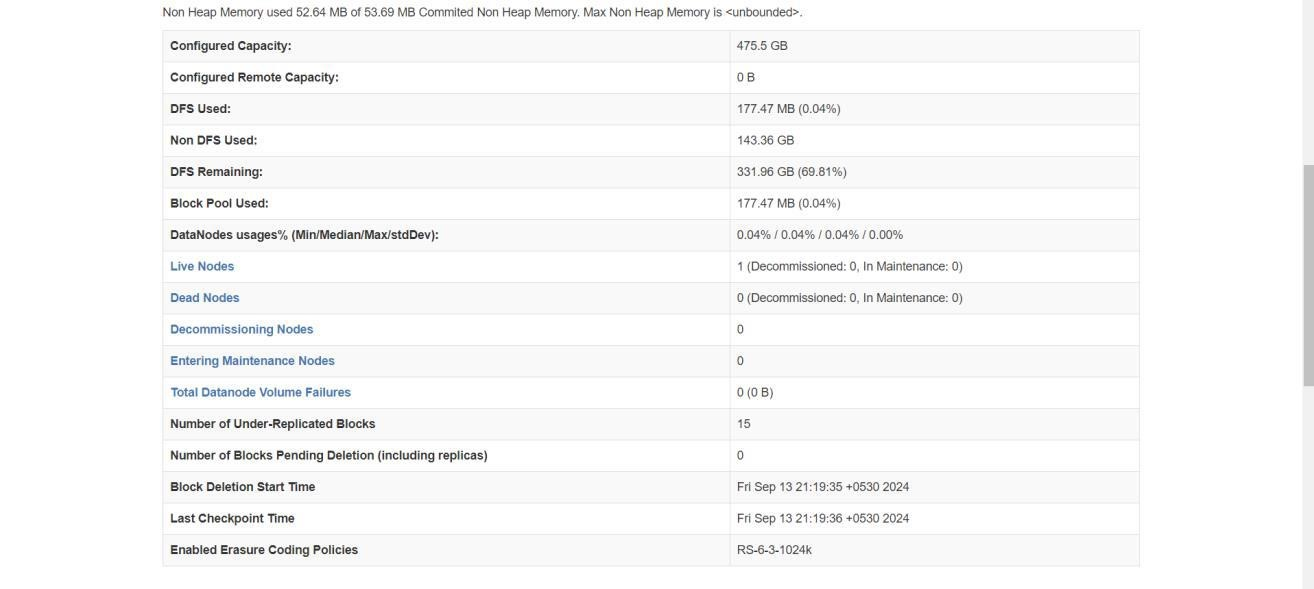 Non Heap Memory used 52.64 MB of 53.69 MB Commited Non Heap Memory. Max Non Heap Memory is <unbounded>.
Configured Capacity: 475.5 GB
Configured Remote Capacity: 0 B
DFS Used: 177.47 MB (0.04%)
Non DFS Used: 143.36 GB
DFS Remaining: 331.96 GB (69.81%)
Block Pool Used: 177.47 MB (0.04%)
DataNodes usages% (Min/Median/Max/stdDev): 0.04% / 0.04% / 0.04% / 0.00%
Live Nodes 1 (Decommissioned: 0, In Maintenance: 0)
Dead Nodes 0 (Decommissioned: 0, In Maintenance: 0)
Decommissioning Nodes 0
Entering Maintenance Nodes 0
Total Datanode Volume Failures 0 (0 B)
Number of Under-Replicated Blocks 15
Number of Blocks Pending Deletion (including replicas) 0
Block Deletion Start Time Fri Sep 13 21:19:35 +0530 2024
Last Checkpoint Time Fri Sep 13 21:19:36 +0530 2024
Enabled Erasure Coding Policies RS-6-3-1024k